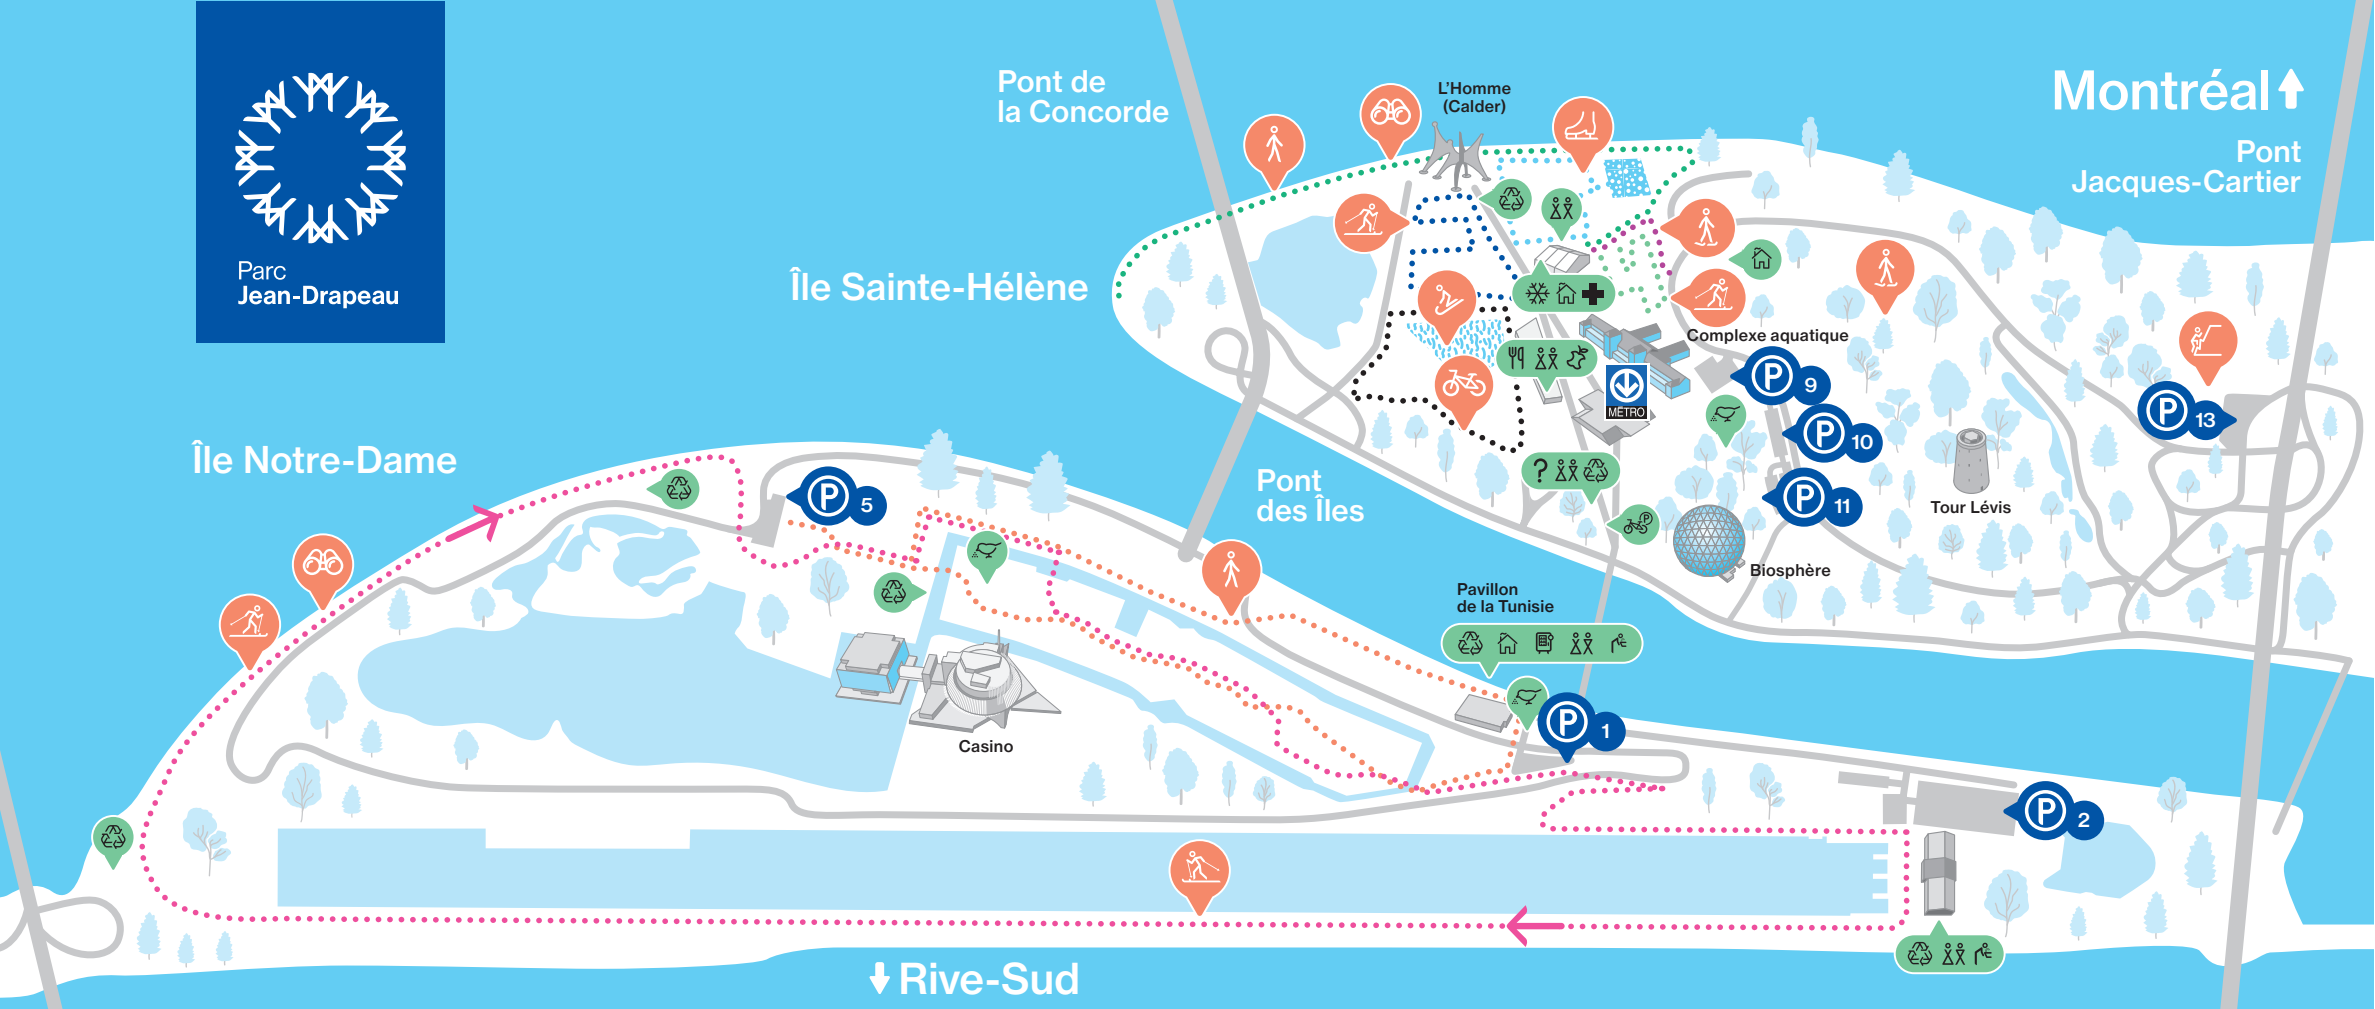 Parc
Jean-Drapeau
Pont de
la Concorde
L'Homme
(Calder)
Montréal
Pont
Jacques-Cartier
Île Sainte-Hélène
Complexe aquatique
P 9
MÉTRO
P 13
P 10
Île Notre-Dame
Pont
des Îles
?
P 5
P 11
Tour Lévis
P
Biosphère
Pavillon
de la Tunisie
P 1
Casino
P 2
Rive-Sud